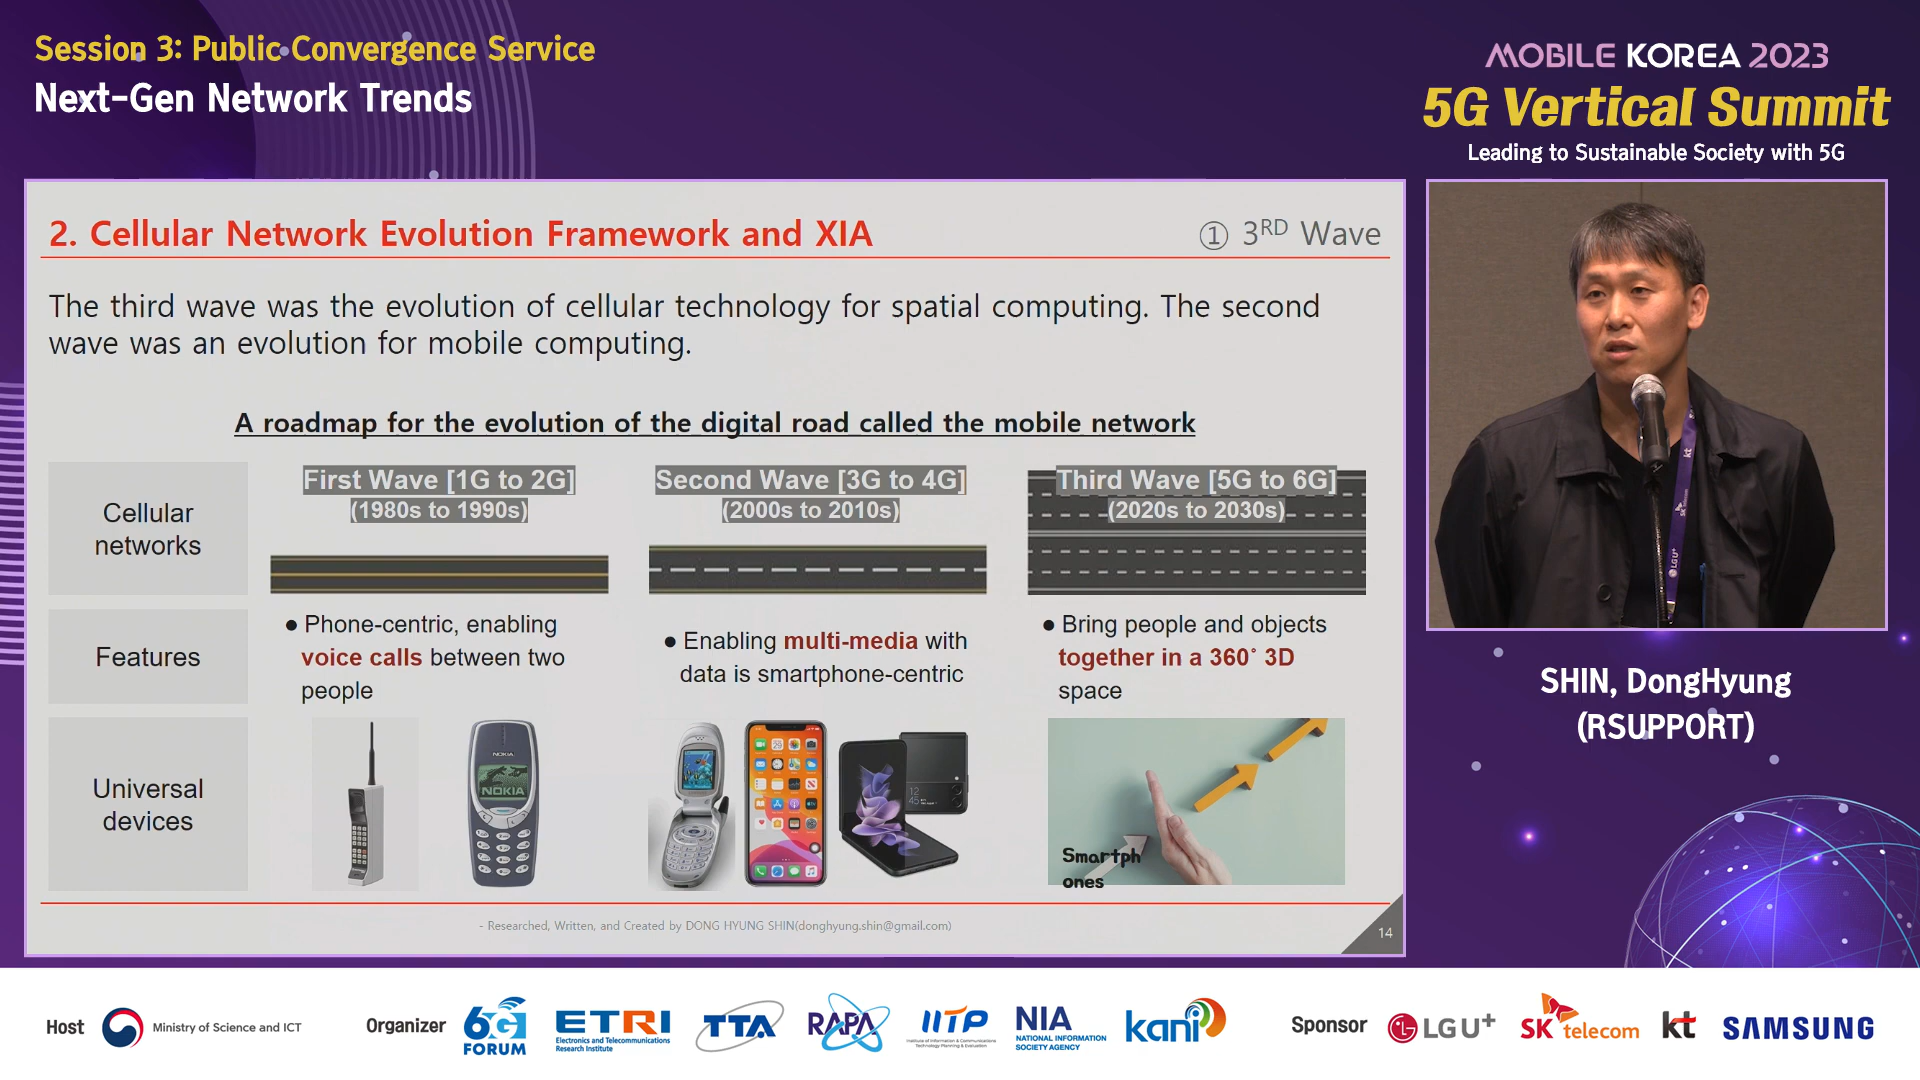 Session 3: Public Convergence Service
Next-Gen Network Trends
MOBILE KOREA 2023
5G Vertical Summit
Leading to Sustainable Society with 5G
2. Cellular Network Evolution Framework and XIA
① 3RD Wave
The third wave was the evolution of cellular technology for spatial computing. The second
wave was an evolution for mobile computing.
A roadmap for the evolution of the digital road called the mobile network
Cellular
networks
First Wave [1G to 2G]
(1980s to 1990s)
Second Wave [3G to 4G]
(2000s to 2010s)
Third Wave [5G to 6G]
(2020s to 2030s)
Features
● Phone-centric, enabling
voice calls between two
people
● Enabling multi-media with
data is smartphone-centric
● Bring people and objects
together in a 360° 3D
space
Universal
devices
NOKIA
NOKIA
Smartph
ones
- Researched, Written, and Created by DONG HYUNG SHIN(donghyung.shin@gmail.com)
14
kt
SK telecom
LG U+
SHIN, DongHyung
(RSUPPORT)
Host
Ministry of Science and ICT
Organizer
6G
FORUM
ETRI
Electronics and Telecommunications
Research Institute
TTA
RAPA
IITP
Institute of Information & Communications
Technology Planning & Evaluation
NIA
NATIONAL INFORMATION
SOCIETY AGENCY
kani
Sponsor
LG U+
SK telecom
kt
SAMSUNG